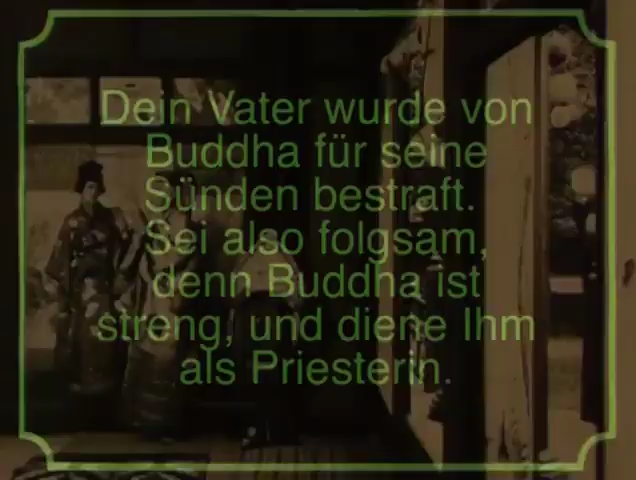 Dein Vater wurde von
Buddha für seine
Sünden bestraft.
Sei also folgsam,
denn Buddha ist
streng, und diene Ihm
als Priesterin.